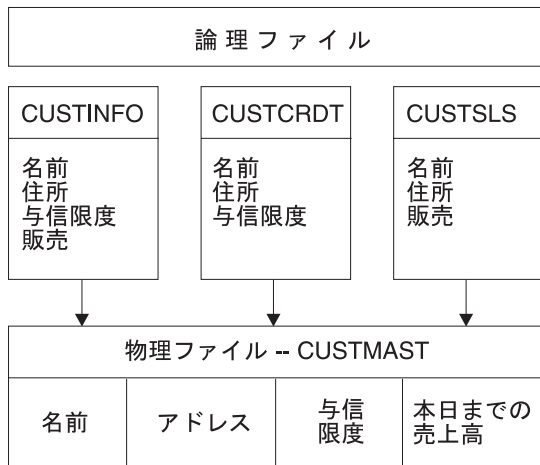 論理ファイル
CUSTINFO
名前
住所
与信限度
販売
CUSTCRDT
名前
住所
与信限度
CUSTSLS
名前
住所
販売
物理ファイル -- CUSTMAST
名前
アドレス
与信
限度
本日までの
売上高